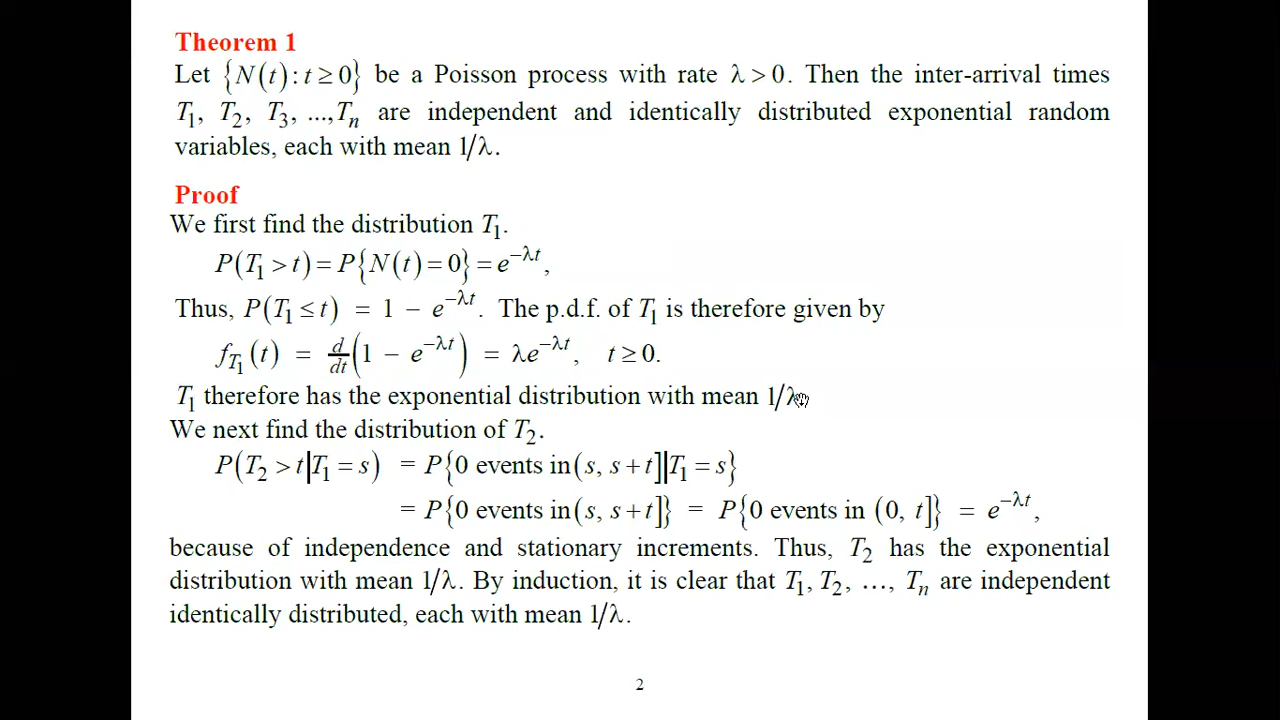 Theorem 1
Let {N(t) : t ≥ 0} be a Poisson process with rate λ > 0. Then the inter-arrival times
T₁, T₂, T₃, ...,Tₙ are independent and identically distributed exponential random
variables, each with mean 1/λ.
Proof
We first find the distribution T₁.
P(T₁ > t) = P{N(t) = 0} = e^{−λt},
Thus, P(T₁ ≤ t) = 1 − e^{−λt}. The p.d.f. of T₁ is therefore given by
f_{T₁}(t) = d/dt(1 − e^{−λt}) = λe^{−λt}, t ≥ 0.
T₁ therefore has the exponential distribution with mean 1/λ
We next find the distribution of T₂.
P(T₂ > t|T₁ = s) = P{0 events in(s, s + t]|T₁ = s}
= P{0 events in(s, s + t]} = P{0 events in (0, t]} = e^{−λt},
because of independence and stationary increments. Thus, T₂ has the exponential
distribution with mean 1/λ. By induction, it is clear that T₁, T₂, …, Tₙ are independent
identically distributed, each with mean 1/λ.
2